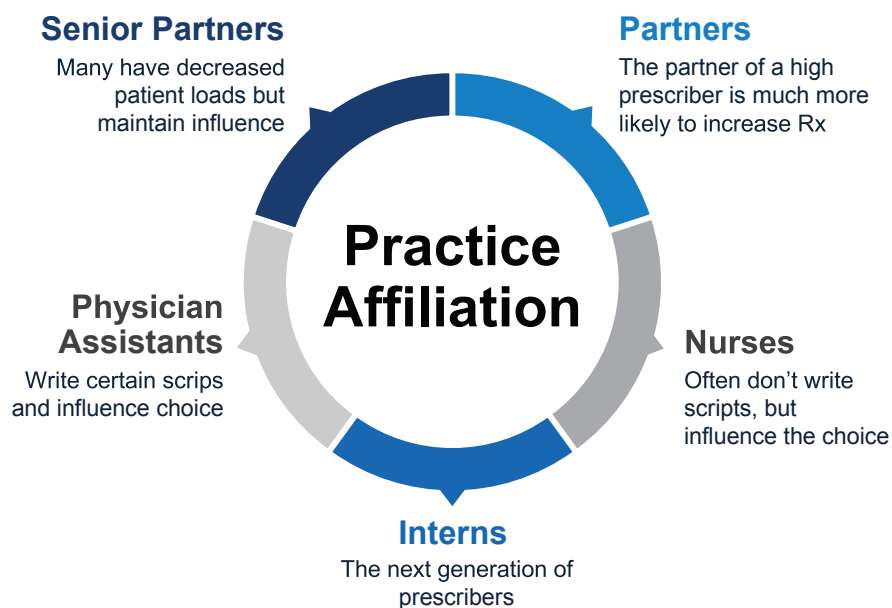 Senior Partners
Many have decreased
patient loads but
maintain influence
Partners
The partner of a high
prescriber is much more
likely to increase Rx
Practice
Affiliation
Physician
Assistants
Write certain scrips
and influence choice
Nurses
Often don’t write
scripts, but
influence the choice
Interns
The next generation of
prescribers